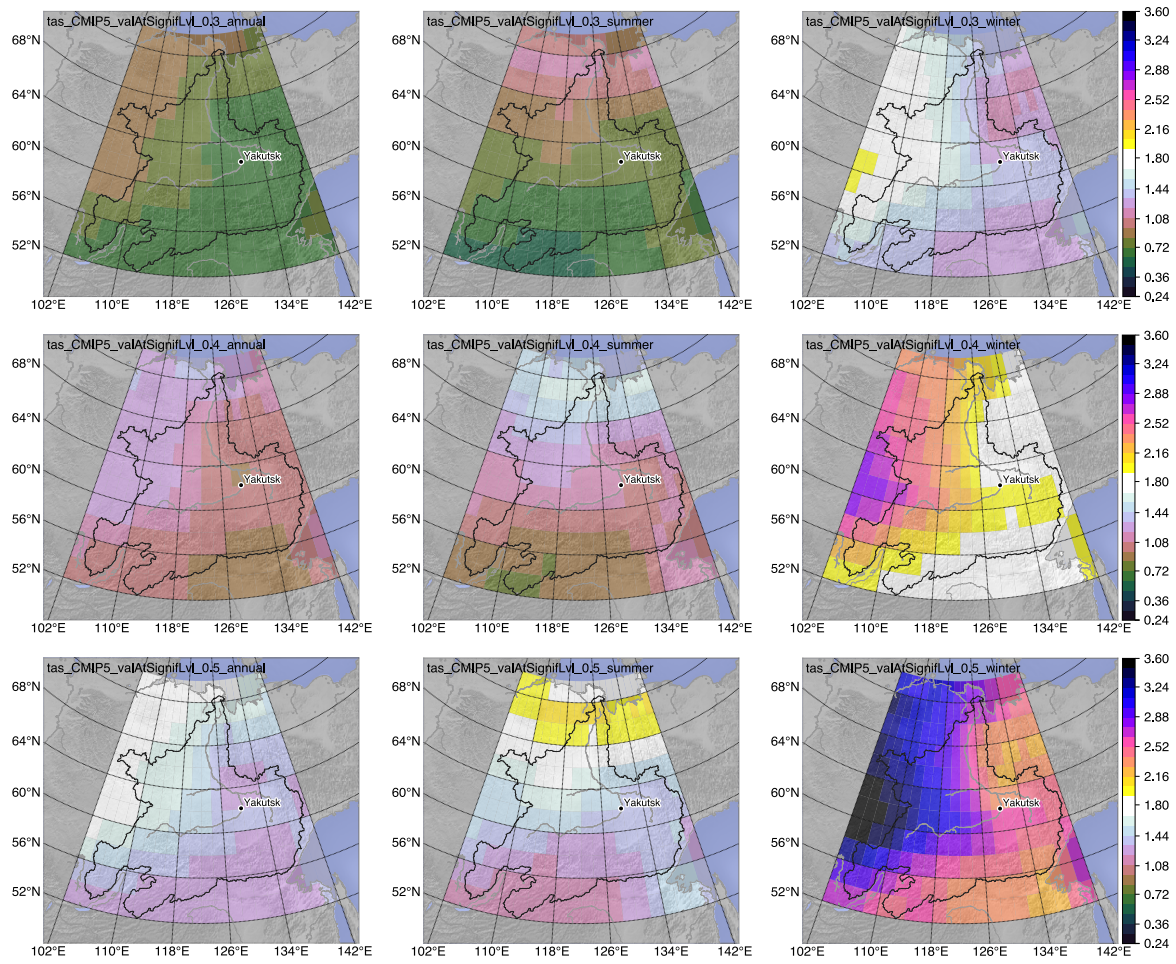 tas_CMIP5_valAtSignifLvl_0.3_annual
68°N
64°N
60°N
56°N
52°N
Yakutsk
102°E 110°E 118°E 126°E 134°E 142°E
tas_CMIP5_valAtSignifLvl_0.3_summer
68°N
64°N
60°N
56°N
52°N
Yakutsk
102°E 110°E 118°E 126°E 134°E 142°E
tas_CMIP5_valAtSignifLvl_0.3_winter
68°N
64°N
60°N
56°N
52°N
Yakutsk
102°E 110°E 118°E 126°E 134°E 142°E
3.60
3.24
2.88
2.52
2.16
1.80
1.44
1.08
0.72
0.36
0.24
tas_CMIP5_valAtSignifLvl_0.4_annual
68°N
64°N
60°N
56°N
52°N
Yakutsk
102°E 110°E 118°E 126°E 134°E 142°E
tas_CMIP5_valAtSignifLvl_0.4_summer
68°N
64°N
60°N
56°N
52°N
Yakutsk
102°E 110°E 118°E 126°E 134°E 142°E
tas_CMIP5_valAtSignifLvl_0.4_winter
68°N
64°N
60°N
56°N
52°N
Yakutsk
102°E 110°E 118°E 126°E 134°E 142°E
3.60
3.24
2.88
2.52
2.16
1.80
1.44
1.08
0.72
0.36
0.24
tas_CMIP5_valAtSignifLvl_0.5_annual
68°N
64°N
60°N
56°N
52°N
Yakutsk
102°E 110°E 118°E 126°E 134°E 142°E
tas_CMIP5_valAtSignifLvl_0.5_summer
68°N
64°N
60°N
56°N
52°N
Yakutsk
102°E 110°E 118°E 126°E 134°E 142°E
tas_CMIP5_valAtSignifLvl_0.5_winter
68°N
64°N
60°N
56°N
52°N
Yakutsk
102°E 110°E 118°E 126°E 134°E 142°E
3.60
3.24
2.88
2.52
2.16
1.80
1.44
1.08
0.72
0.36
0.24